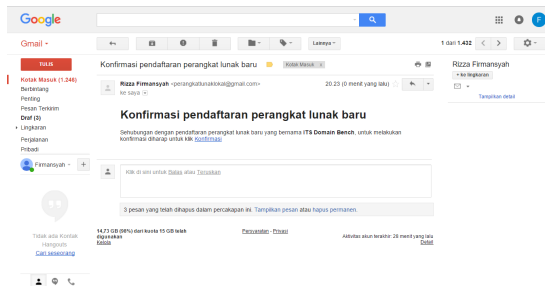 Google
F
Gmail
Lainnya
1 dari 1.432
TULIS
Kotak Masuk (1.246)
Berbintang
Penting
Pesan Terkirim
Draf (3)
Lingkaran
Perjalanan
Pribadi
Firmansyah
Tidak ada Kontak
Hangouts
Cari seseorang
Konfirmasi pendaftaran perangkat lunak baru
Kotak Masuk x
Rizza Firmansyah <perangkatlunaklokal@gmail.com>
20.23 (0 menit yang lalu)
ke saya
Konfirmasi pendaftaran perangkat lunak baru
Sehubungan dengan pendaftaran perangkat lunak baru yang bernama ITS Domain Bench, untuk melakukan
konfirmasi diharap untuk klik Konfirmasi
Klik di sini untuk Balas atau Teruskan
3 pesan yang telah dihapus dalam percakapan ini. Tampilkan pesan atau hapus permanen.
14,73 GB (98%) dari kuota 15 GB telah
digunakan
Kelola
Persyaratan - Privasi
Aktivitas akun terakhir: 26 menit yang lalu
Detail
Rizza Firmansyah
+ke lingkaran
Tampilkan detail